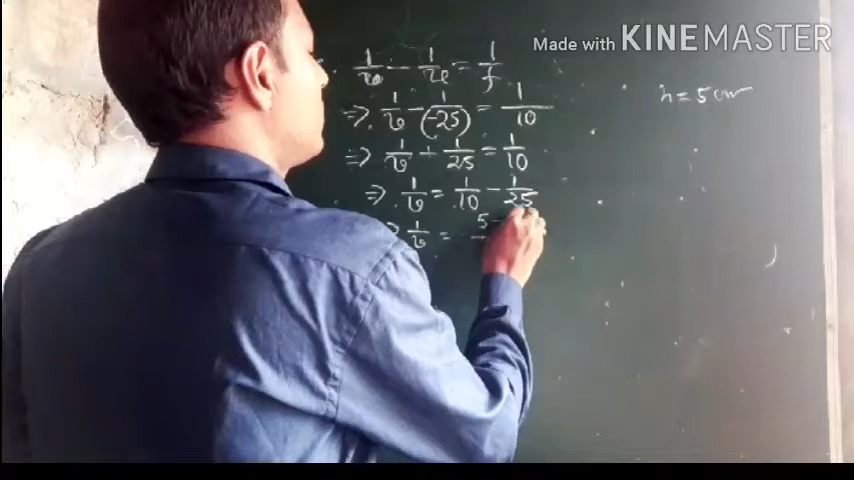 Made with KINEMASTER
1/v - 1/u = 1/f
=> 1/v - 1/(-25) = 1/10
h = 5 cm
=> 1/v + 1/25 = 1/10
=> 1/v = 1/10 - 1/25
=> 1/v = 5 -